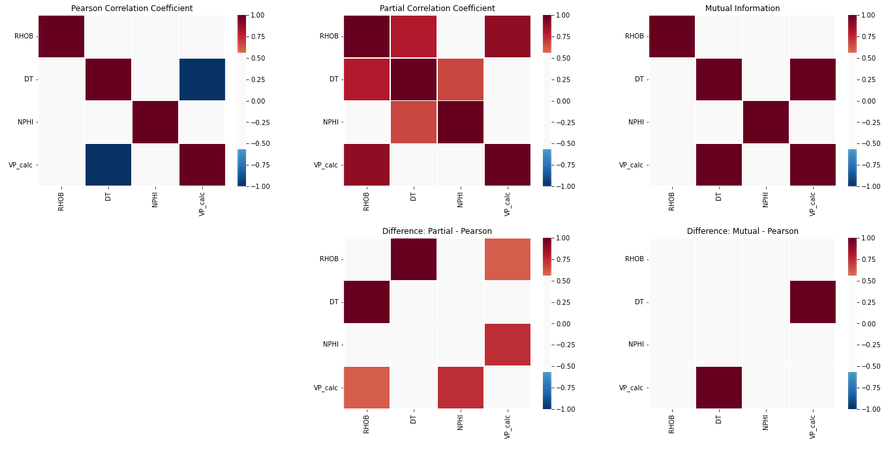 Pearson Correlation Coefficient
RHOB
DT
NPHI
VP_calc
RHOB
DT
NPHI
VP_calc
1.00
0.75
0.50
0.25
0.00
−0.25
−0.50
−0.75
−1.00
Partial Correlation Coefficient
RHOB
DT
NPHI
VP_calc
RHOB
DT
NPHI
VP_calc
1.00
0.75
0.50
0.25
0.00
−0.25
−0.50
−0.75
−1.00
Mutual Information
RHOB
DT
NPHI
VP_calc
RHOB
DT
NPHI
VP_calc
1.00
0.75
0.50
0.25
0.00
−0.25
−0.50
−0.75
−1.00
Difference: Partial - Pearson
RHOB
DT
NPHI
VP_calc
RHOB
DT
NPHI
VP_calc
1.00
0.75
0.50
0.25
0.00
−0.25
−0.50
−0.75
−1.00
Difference: Mutual - Pearson
RHOB
DT
NPHI
VP_calc
RHOB
DT
NPHI
VP_calc
1.00
0.75
0.50
0.25
0.00
−0.25
−0.50
−0.75
−1.00